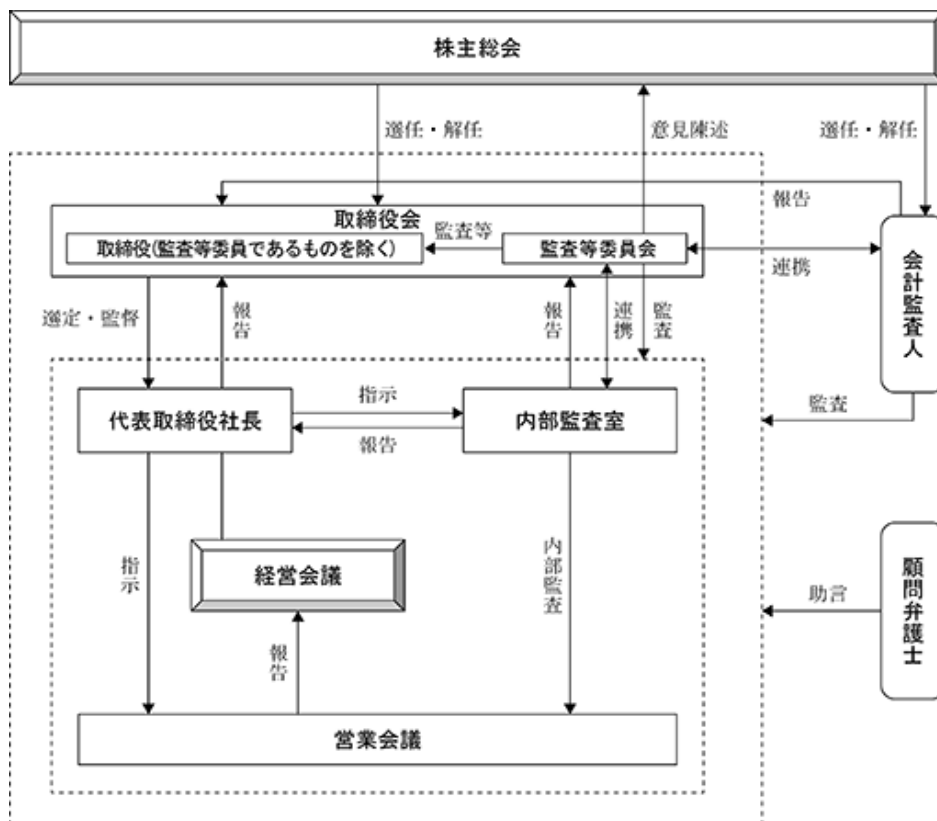 株主総会
選任・解任
意見陳述
選任・解任
報告
取締役会
取締役(監査等委員であるものを除く)
監査等
監査等委員会
連携
会計監査人
選定・監督
報告
報告
連携
監査
代表取締役社長
指示
報告
内部監査室
監査
指示
経営会議
内部監査
助言
顧問弁護士
報告
営業会議